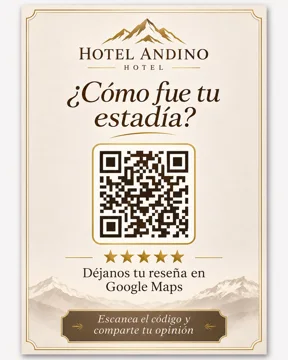 HOTEL ANDINO
HOTEL
¿Cómo fue tu
estadía?
Déjanos tu reseña en
Google Maps
Escanea el código y
comparte tu opinión